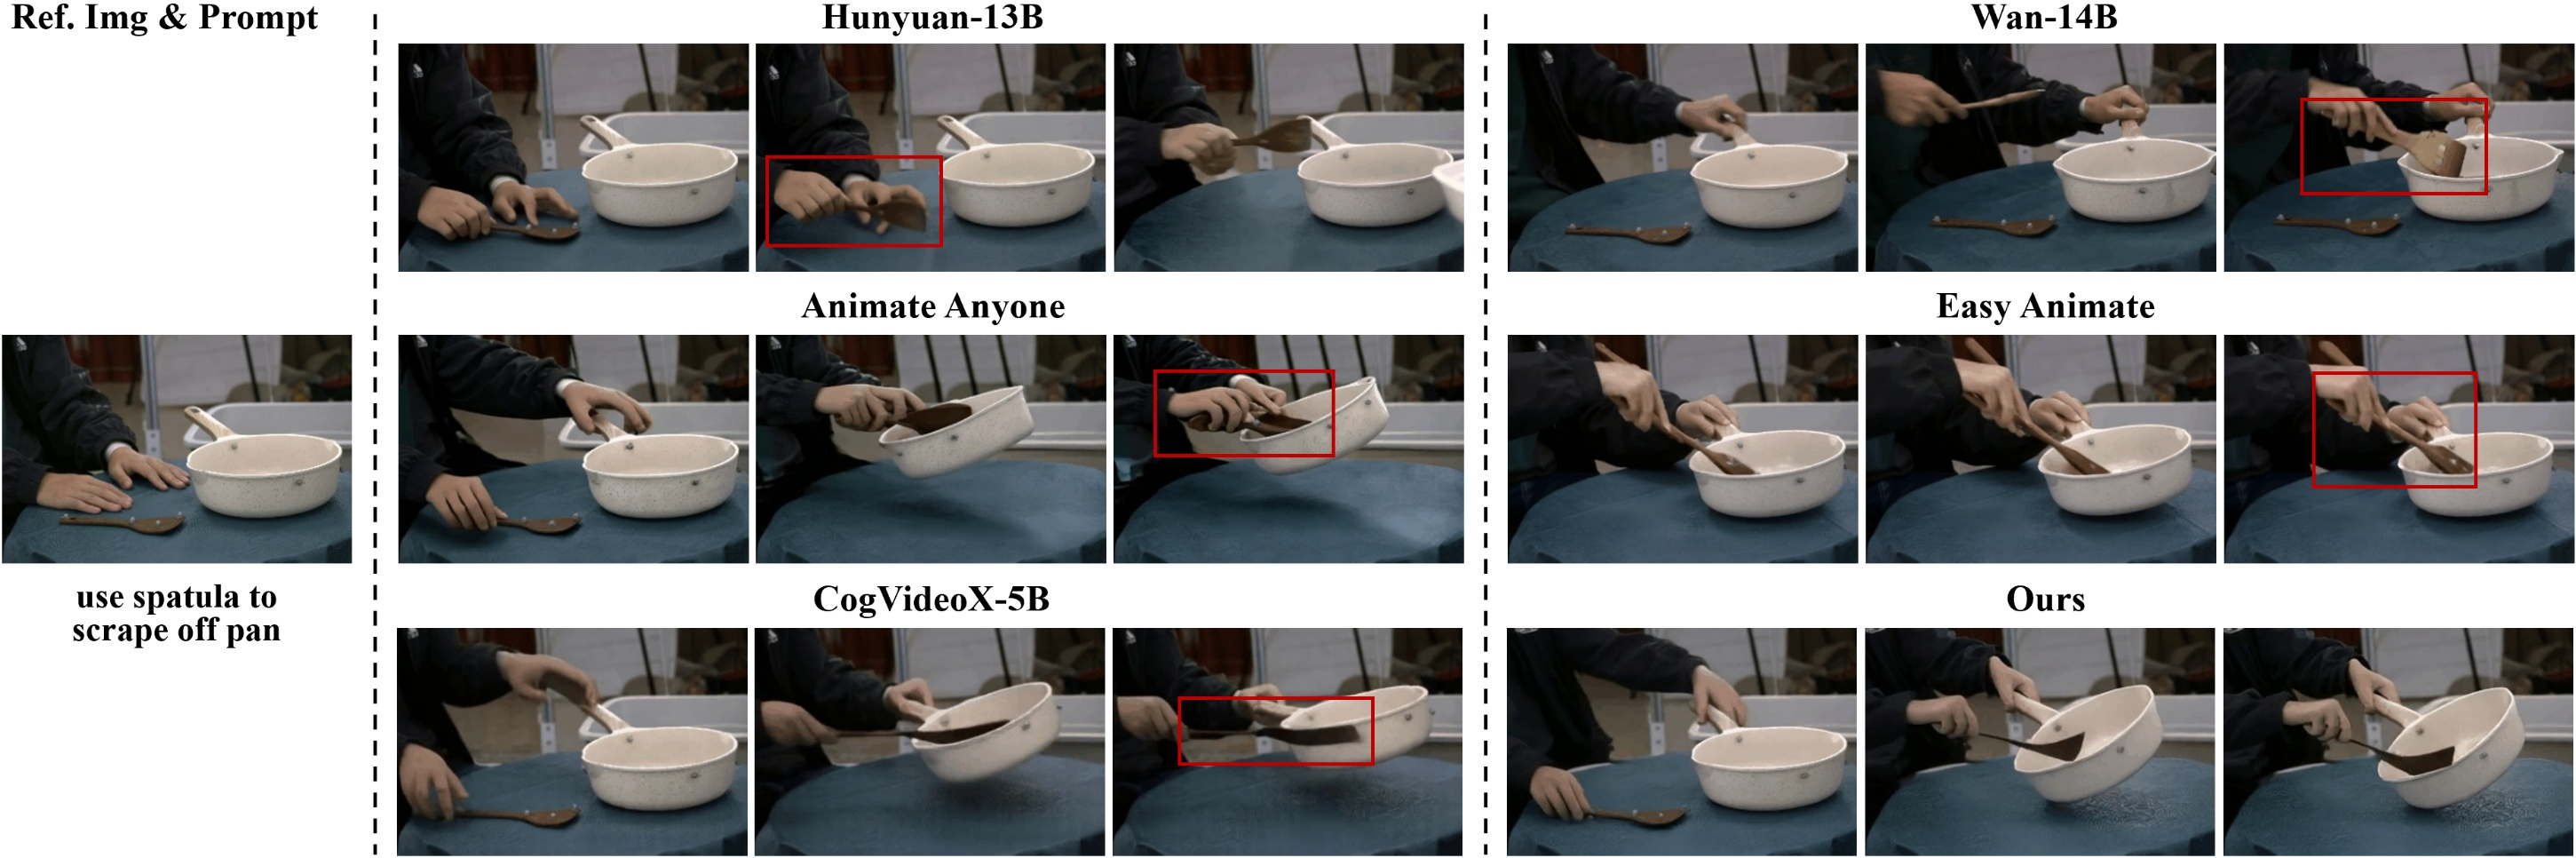 Ref. Img & Prompt
Hunyuan-13B
Wan-14B
Animate Anyone
Easy Animate
use spatula to
scrape off pan
CogVideoX-5B
Ours